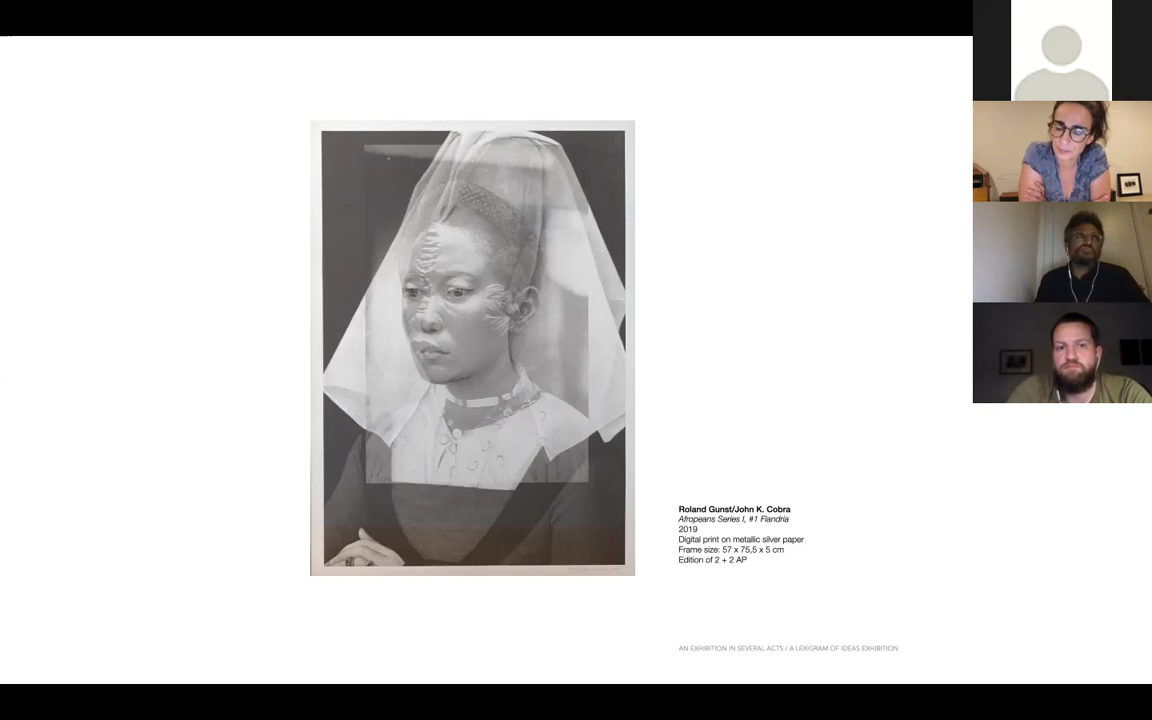 Roland Gunst/John K. Cobra
Afropeans Series I, #1 Flandria
2019
Digital print on metallic silver paper
Frame size: 57 x 75,5 x 5 cm
Edition of 2 + 2 AP
AN EXHIBITION IN SEVERAL ACTS / A LEXIGRAM OF IDEAS EXHIBITION